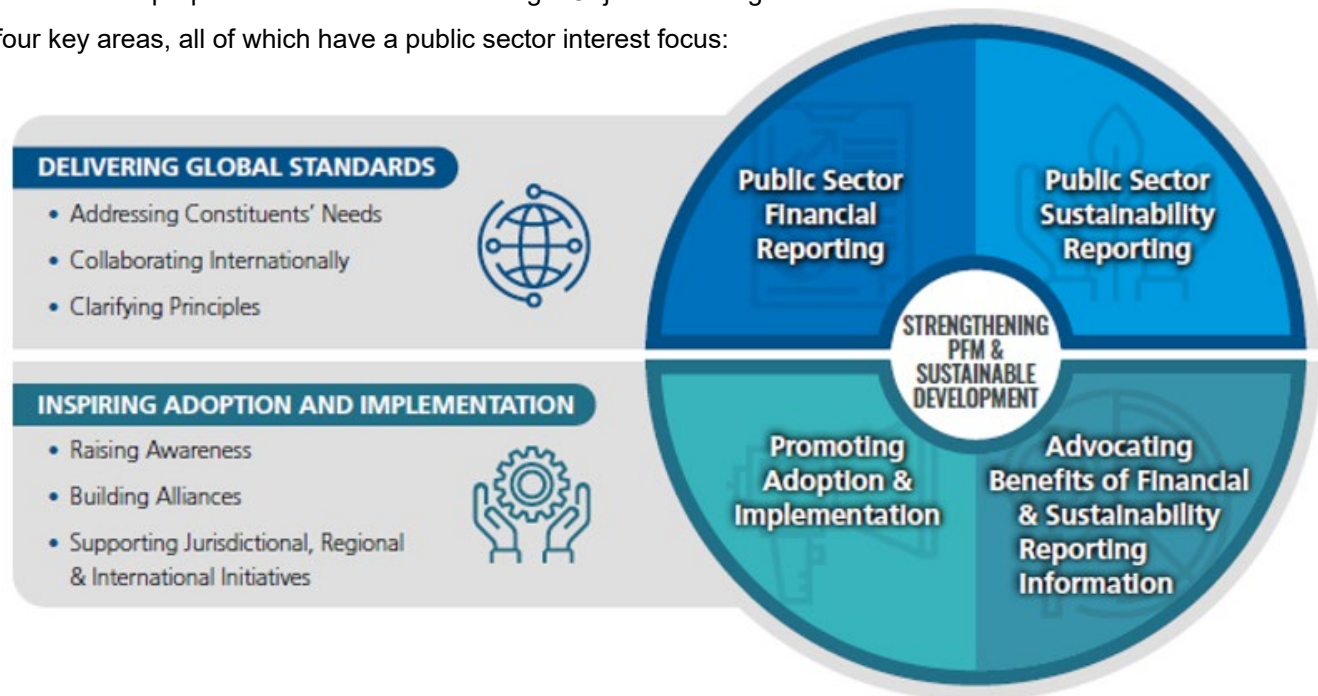 four key areas, all of which have a public sector interest focus:
DELIVERING GLOBAL STANDARDS
• Addressing Constituents' Needs
• Collaborating Internationally
• Clarifying Principles
INSPIRING ADOPTION AND IMPLEMENTATION
• Raising Awareness
• Building Alliances
• Supporting Jurisdictional, Regional
& International Initiatives
Public Sector
Financial
Reporting
Public Sector
Sustainability
Reporting
STRENGTHENING
PFM &
SUSTAINABLE
DEVELOPMENT
Promoting
Adoption &
Implementation
Advocating
Benefits of Financial
& Sustainability
Reporting
Information